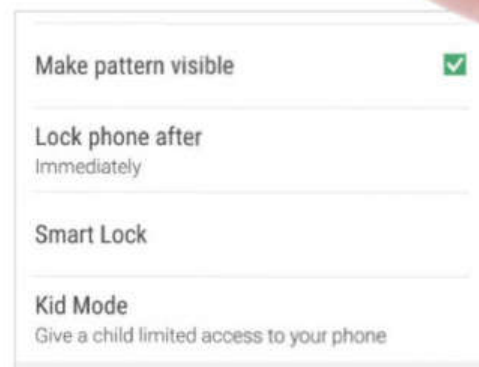 Make pattern visible
Lock phone after
Immediately
Smart Lock
Kid Mode
Give a child limited access to your phone